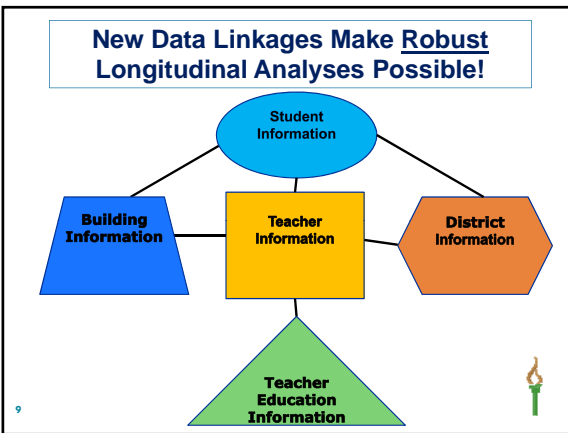 New Data Linkages Make Robust
Longitudinal Analyses Possible!
Student
Information
Building
Information
Teacher
Information
District
Information
Teacher
Education
Information
9